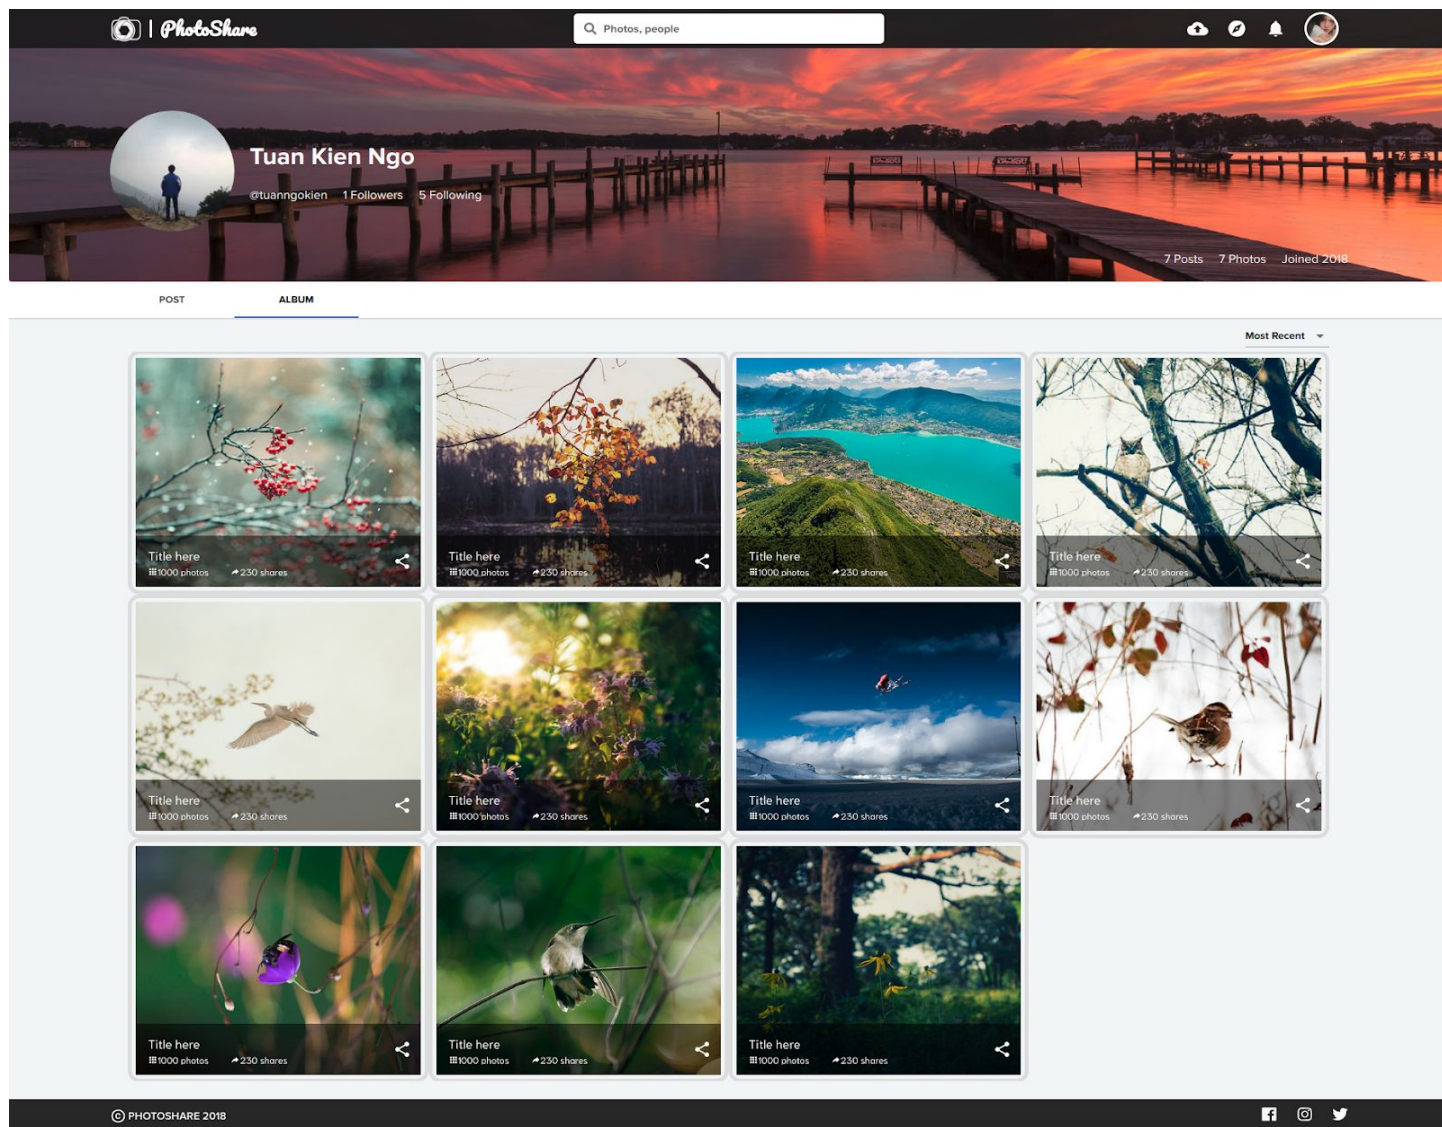 PhotoShare
Photos, people
Tuan Kien Ngo
@tuanngokien 1 Followers 5 Following
7 Posts 7 Photos Joined 2018
POST ALBUM
Most Recent
Title here
1000 photos 230 shares
Title here
1000 photos 230 shares
Title here
1000 photos 230 shares
Title here
1000 photos 230 shares
Title here
1000 photos 230 shares
Title here
1000 photos 230 shares
Title here
1000 photos 230 shares
Title here
1000 photos 230 shares
Title here
1000 photos 230 shares
Title here
1000 photos 230 shares
Title here
1000 photos 230 shares
© PHOTOSHARE 2018